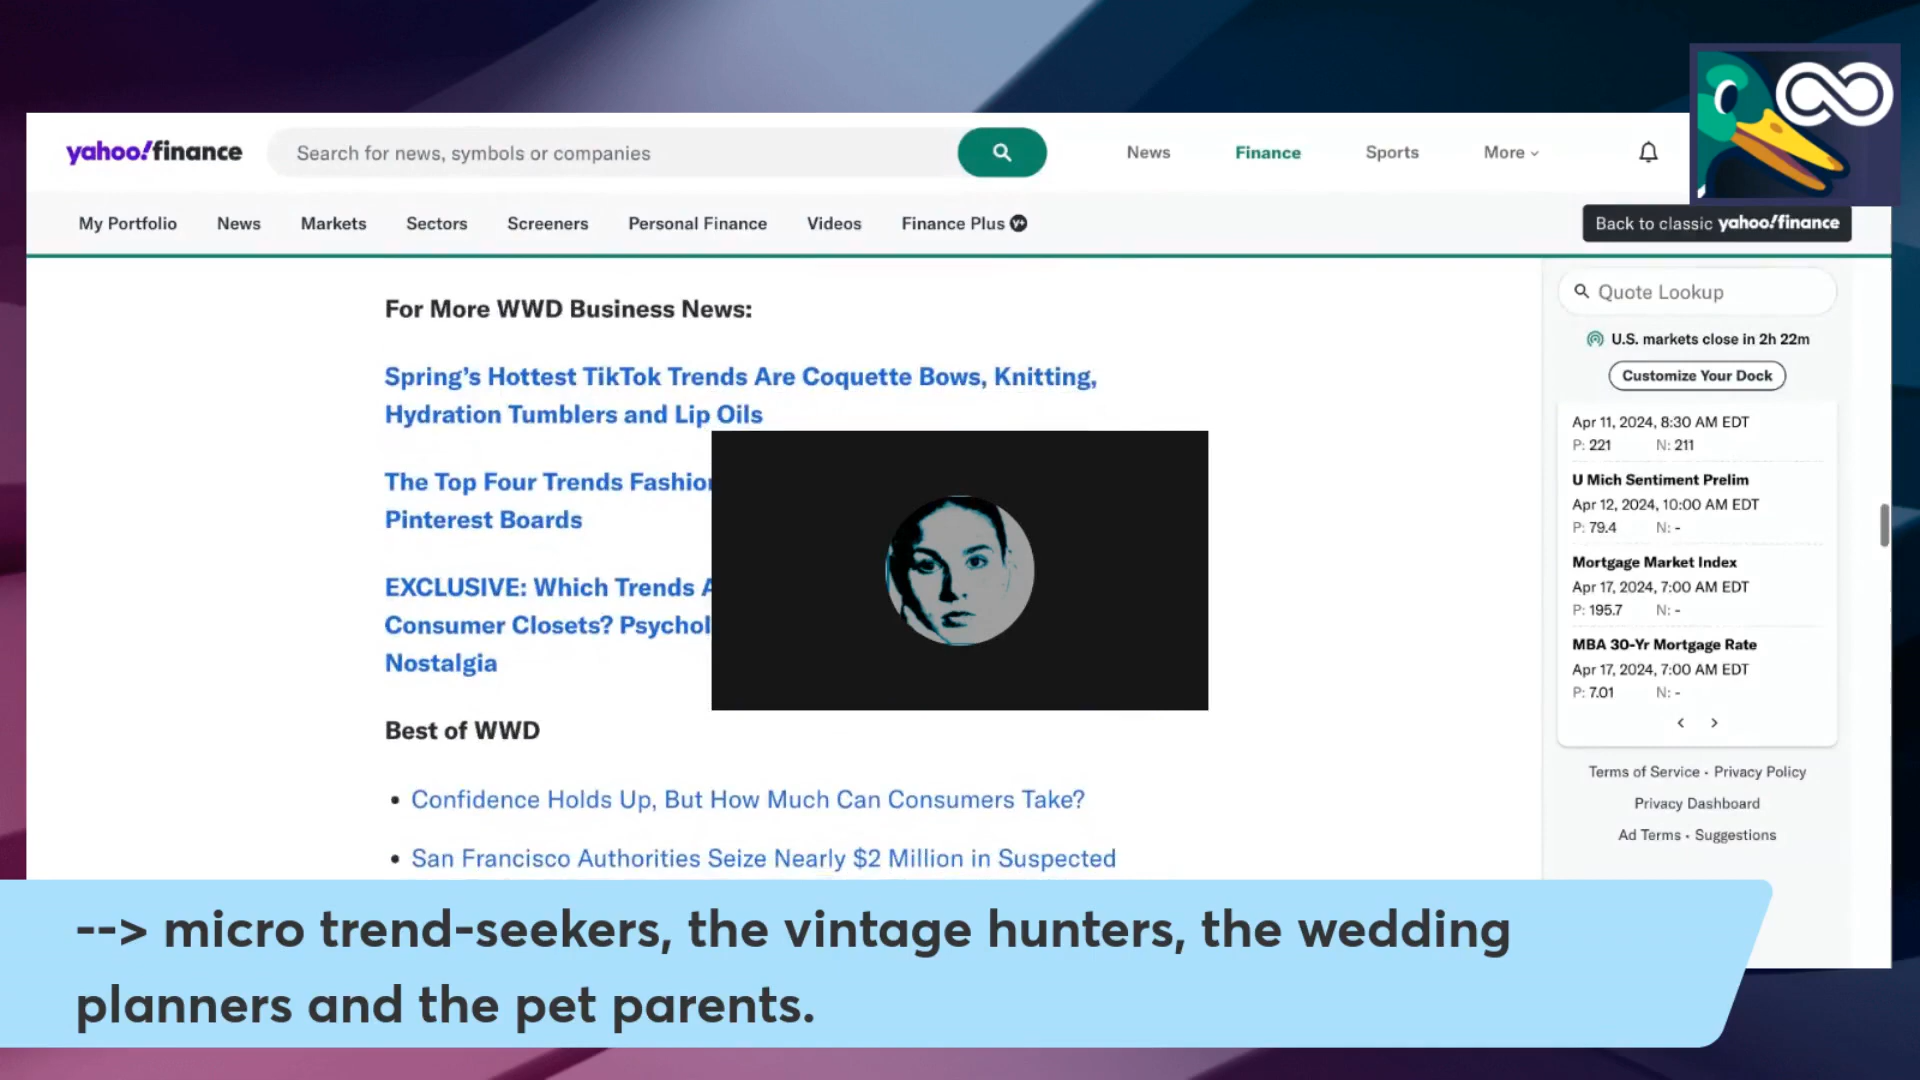 yahoo!finance
Search for news, symbols or companies
News
Finance
Sports
More
My Portfolio
News
Markets
Sectors
Screeners
Personal Finance
Videos
Finance Plus
Back to classic yahoo!finance
For More WWD Business News:
Spring’s Hottest TikTok Trends Are Coquette Bows, Knitting,
Hydration Tumblers and Lip Oils
The Top Four Trends
Pinterest Boards
EXCLUSIVE: Which Trends
Consumer Closets?
Nostalgia
Best of WWD
• Confidence Holds Up, But How Much Can Consumers Take?
• San Francisco Authorities Seize Nearly $2 Million in Suspected
Quote Lookup
U.S. markets close in 2h 22m
Customize Your Dock
Apr 11, 2024, 8:30 AM EDT
P: 221 N: 211
U Mich Sentiment Prelim
Apr 12, 2024, 10:00 AM EDT
P: 79.4 N: -
Mortgage Market Index
Apr 17, 2024, 7:00 AM EDT
P: 195.7 N: -
MBA 30-Yr Mortgage Rate
Apr 17, 2024, 7:00 AM EDT
P: 7.01 N: -
Terms of Service • Privacy Policy
Privacy Dashboard
Ad Terms • Suggestions
--> micro trend-seekers, the vintage hunters, the wedding
planners and the pet parents.